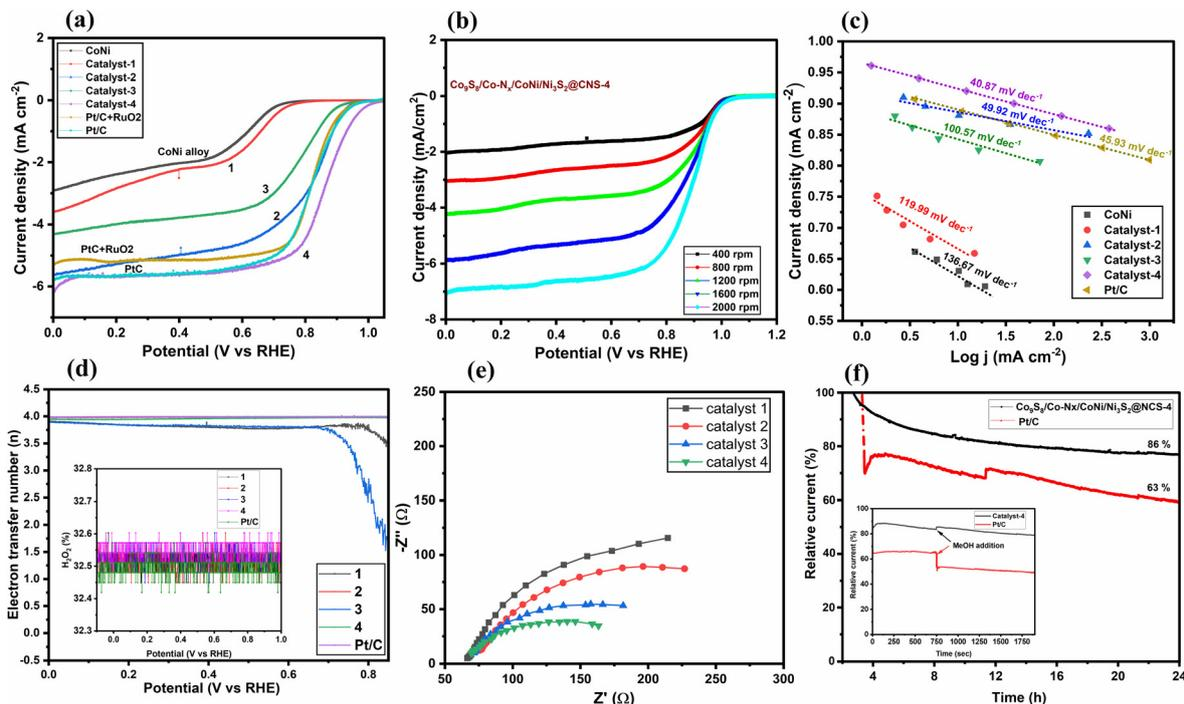 (a)
2
0
-2
-4
-6
0.0
0.2
0.4
0.6
0.8
1.0
Current density (mA cm-2)
Potential (V vs RHE)
CoNi
Catalyst-1
Catalyst-2
Catalyst-3
Catalyst-4
Pt/C+RuO2
Pt/C
CoNi alloy
1
3
2
4
PtC+RuO2
PtC
(b)
0
-2
-4
-6
-8
0.0
0.2
0.4
0.6
0.8
1.0
1.2
Current density (mA/cm2)
Potential (V vs RHE)
Co9S8/Co-Nx/CoNi/Ni3S2@CNS-4
400 rpm
800 rpm
1200 rpm
1600 rpm
2000 rpm
(c)
1.00
0.95
0.90
0.85
0.80
0.75
0.70
0.65
0.60
0.55
0.0
0.5
1.0
1.5
2.0
2.5
3.0
Current density (mA cm-2)
Log j (mA cm-2)
40.87 mV dec-1
49.92 mV dec-1
100.57 mV dec-1
45.93 mV dec-1
119.99 mV dec-1
136.67 mV dec-1
CoNi
Catalyst-1
Catalyst-2
Catalyst-3
Catalyst-4
Pt/C
(d)
4.5
4.0
3.5
3.0
2.5
2.0
1.5
1.0
0.5
0.0
-0.5
0.0
0.2
0.4
0.6
0.8
Electron transfer number (n)
Potential (V vs RHE)
32.8
32.7
32.6
32.5
32.4
32.3
0.0
0.2
0.4
0.6
0.8
1.0
H2O2 (%)
Potential (V vs RHE)
1
2
3
4
Pt/C
1
2
3
4
Pt/C
(e)
250
200
150
100
50
0
50
100
150
200
250
300
-Z'' (Ω)
Z' (Ω)
catalyst 1
catalyst 2
catalyst 3
catalyst 4
(f)
100
80
60
40
20
0
4
8
12
16
20
24
Relative current (%)
Time (h)
Co9S8/Co-Nx/CoNi/Ni3S2@NCS-4
Pt/C
86 %
63 %
100
80
60
40
20
0
0
250
500
750
1000
1250
1500
1750
Relative current (%)
Time (sec)
Catalyst-4
Pt/C
MeOH addition